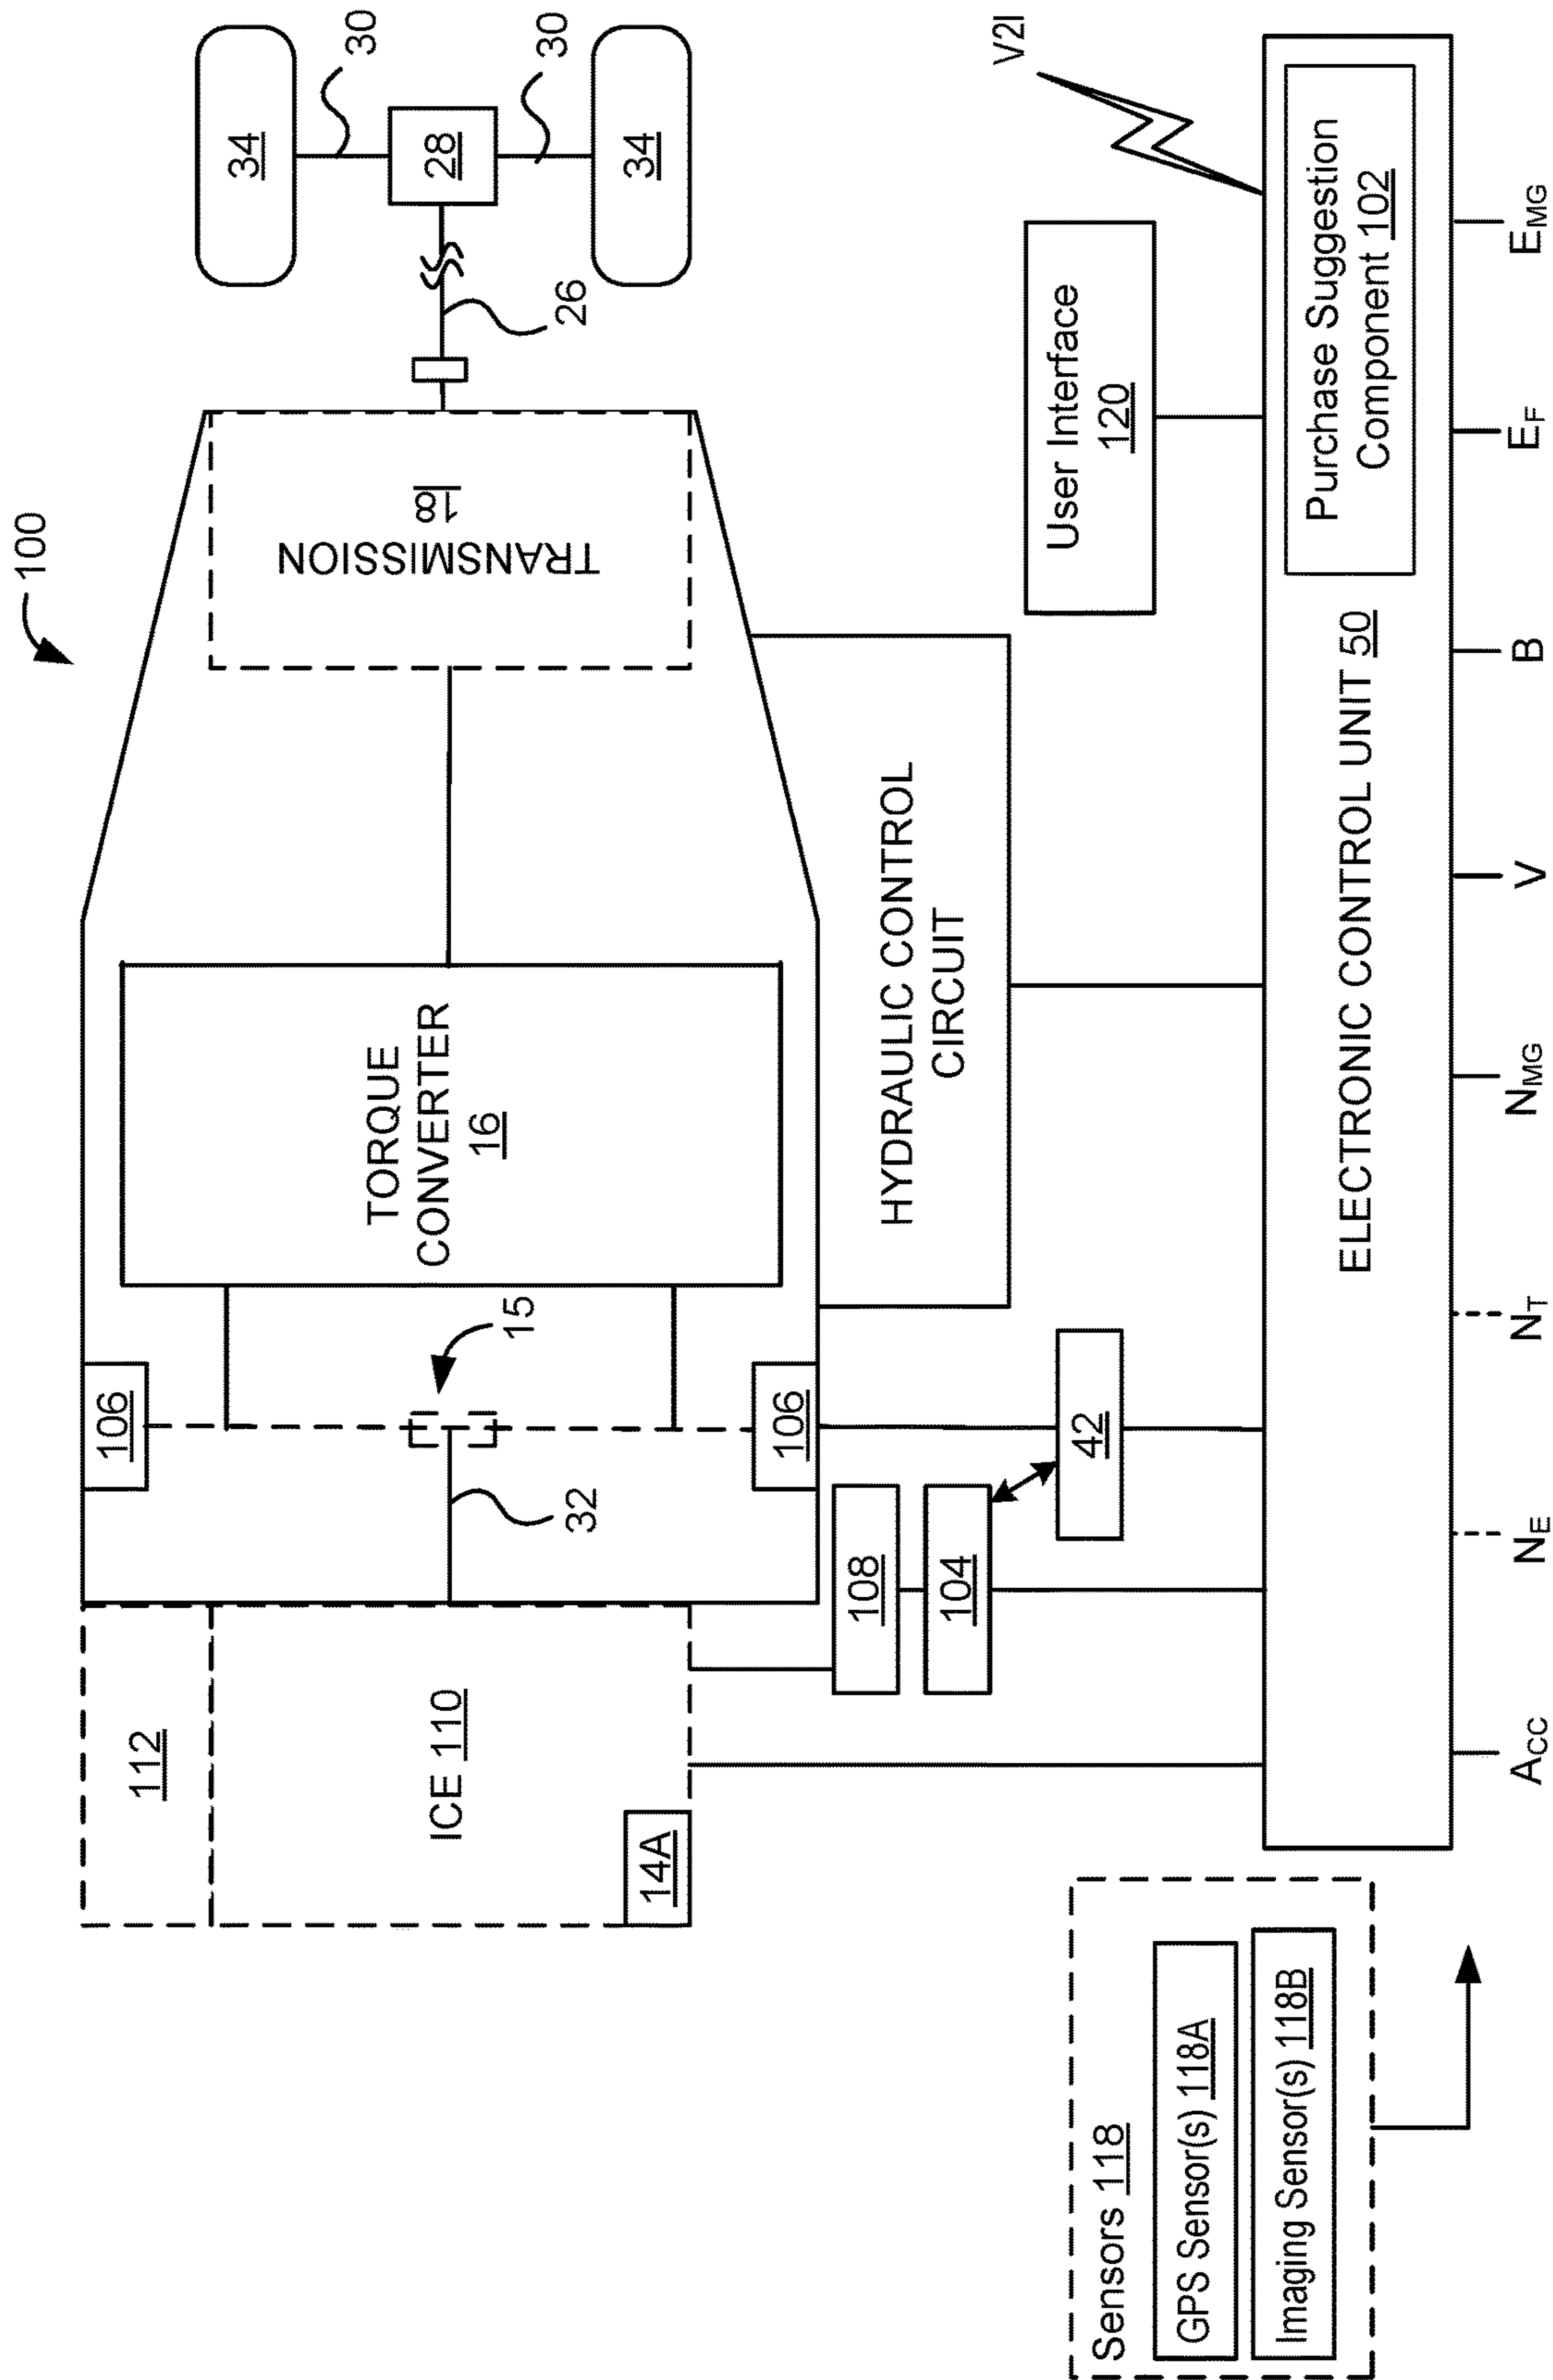 100
112
ICE 110
14A
106
106
32
15
TORQUE
CONVERTER
16
TRANSMISSION
18
26
34
30
28
30
34
HYDRAULIC CONTROL
CIRCUIT
108
104
42
User Interface
120
V2I
Sensors 118
GPS Sensor(s) 118A
Imaging Sensor(s) 118B
ELECTRONIC CONTROL UNIT 50
Purchase Suggestion
Component 102
ACC
NE
NT
NMG
V
B
EF
EMG